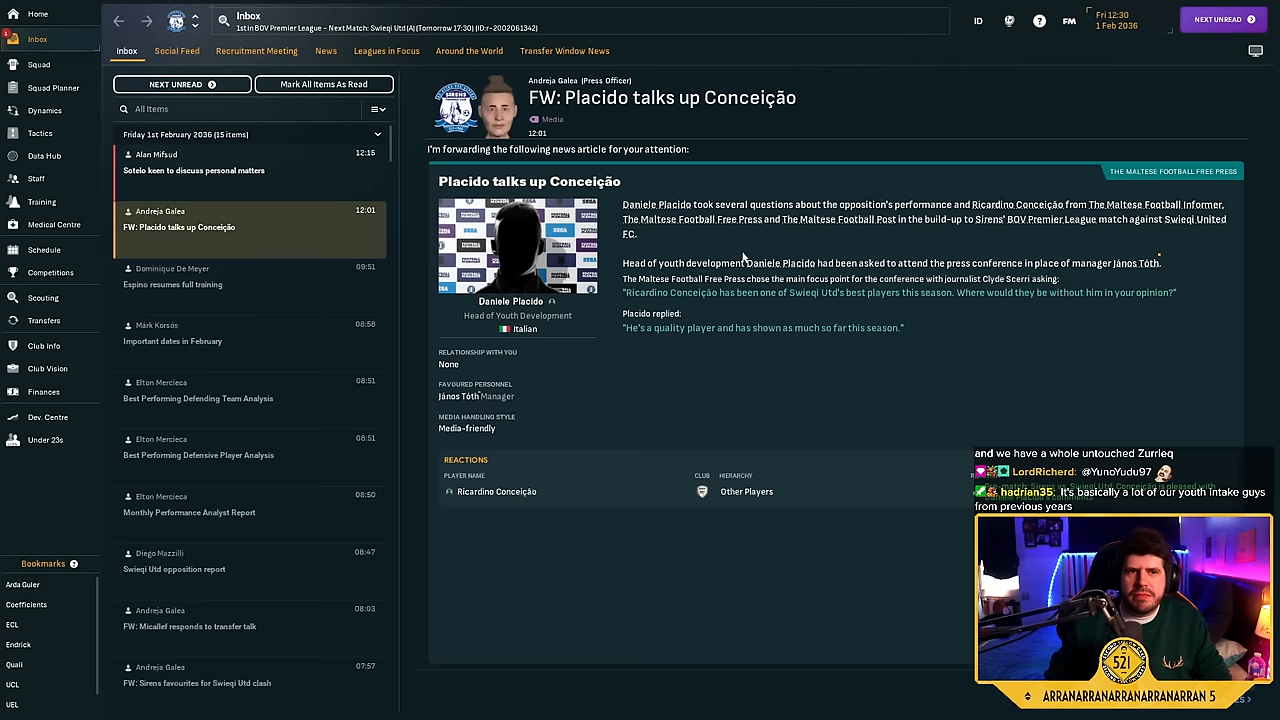 Home
Inbox
Squad
Squad Planner
Dynamics
Tactics
Data Hub
Staff
Training
Medical Centre
Schedule
Competitions
Scouting
Transfers
Club Info
Club Vision
Finances
Dev. Centre
Under 23s
Bookmarks
Arda Guler
Coefficients
ECL
Endrick
Quali
UCL
UEL
Inbox
1st in BOV Premier League - Next Match: Swieqi Utd (A) (Tomorrow 17:30) (ID:r-2002061342)
ID
FM
Fri 12:30
1 Feb 2036
NEXT UNREAD
Inbox
Social Feed
Recruitment Meeting
News
Leagues in Focus
Around the World
Transfer Window News
NEXT UNREAD
Mark All Items As Read
All Items
Friday 1st February 2036 (15 items)
Alan Mifsud 12:15
Sotelo keen to discuss personal matters
Andreja Galea 12:01
FW: Placido talks up Conceição
Dominique De Meyer 09:51
Espino resumes full training
Márk Korsós 08:58
Important dates in February
Elton Mercieca 08:51
Best Performing Defending Team Analysis
Elton Mercieca 08:51
Best Performing Defensive Player Analysis
Elton Mercieca 08:50
Monthly Performance Analyst Report
Diego Mazzilli 08:47
Swieqi Utd opposition report
Andreja Galea 08:03
FW: Micallef responds to transfer talk
Andreja Galea 07:57
FW: Sirens favourites for Swieqi Utd clash
SIRENS
Andreja Galea (Press Officer)
FW: Placido talks up Conceição
Media
12:01
I'm forwarding the following news article for your attention:
THE MALTESE FOOTBALL FREE PRESS
Placido talks up Conceição
Daniele Placido
Head of Youth Development
Italian
RELATIONSHIP WITH YOU
None
FAVOURED PERSONNEL
János Tóth Manager
MEDIA HANDLING STYLE
Media-friendly
Daniele Placido took several questions about the opposition's performance and Ricardino Conceição from The Maltese Football Informer,
The Maltese Football Free Press and The Maltese Football Post in the build-up to Sirens' BOV Premier League match against Swieqi United
FC.
Head of youth development Daniele Placido had been asked to attend the press conference in place of manager János Tóth.
The Maltese Football Free Press chose the main focus point for the conference with journalist Clyde Scerri asking:
"Ricardino Conceição has been one of Swieqi Utd's best players this season. Where would they be without him in your opinion?"
Placido replied:
"He's a quality player and has shown as much so far this season."
REACTIONS
PLAYER NAME CLUB HIERARCHY
Ricardino Conceição Other Players
and we have a whole untouched Zurrieq
LordRicherd: @YunoYudu97
hadrian35: It's basically a lot of our youth intake guys
from previous years
521
ARRANARRANARRANARRANARRAN 5